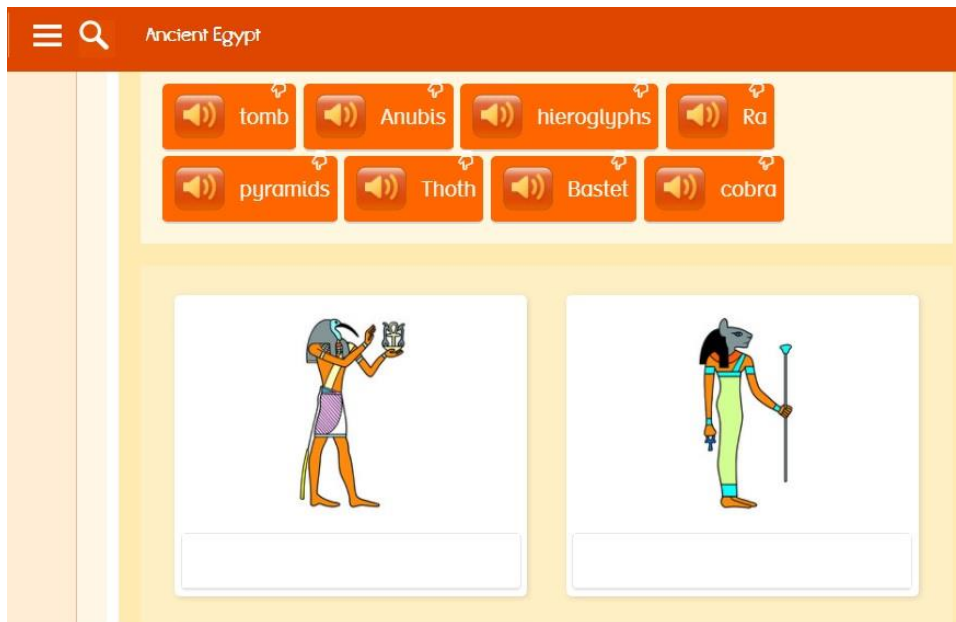 Ancient Egypt
tomb Anubis hieroglyphs Ra
pyramids Thoth Bastet cobra